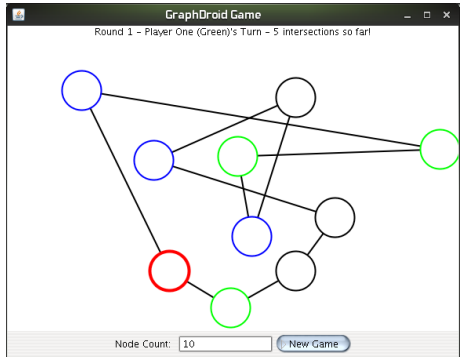 GraphDroid Game
Round 1 - Player One (Green)'s Turn - 5 intersections so far!
Node Count: 10 New Game